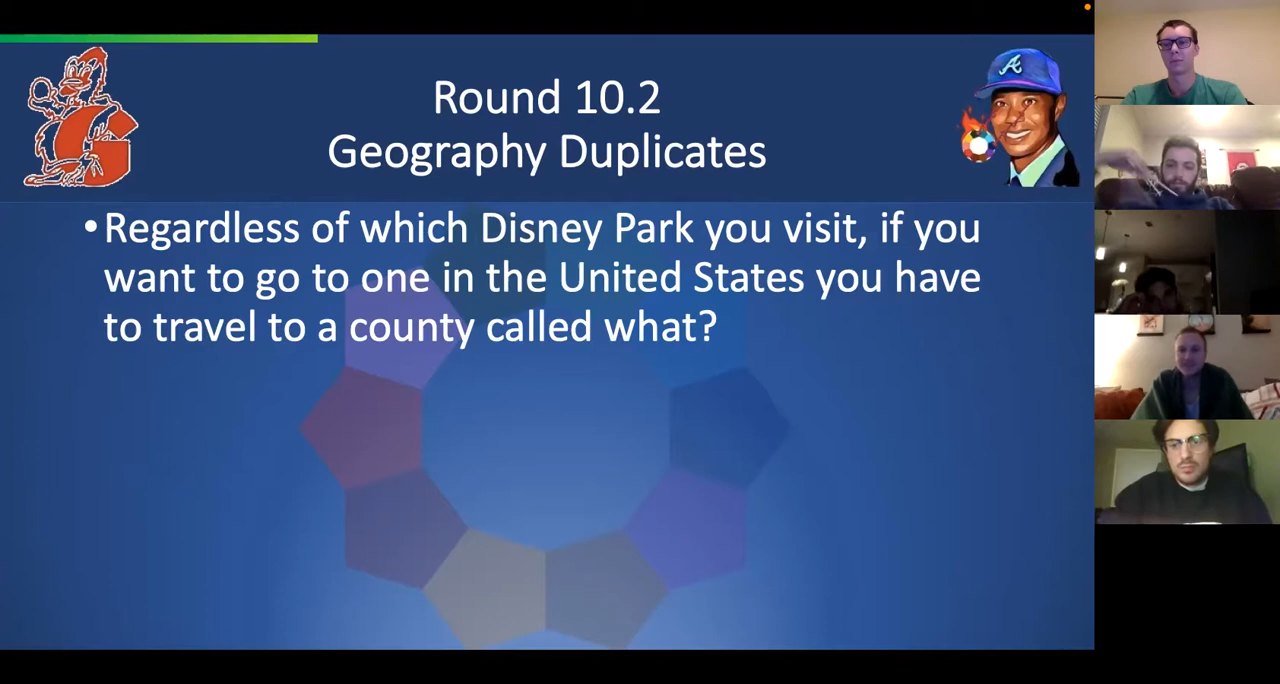 Round 10.2
Geography Duplicates
A
•Regardless of which Disney Park you visit, if you
want to go to one in the United States you have
to travel to a county called what?